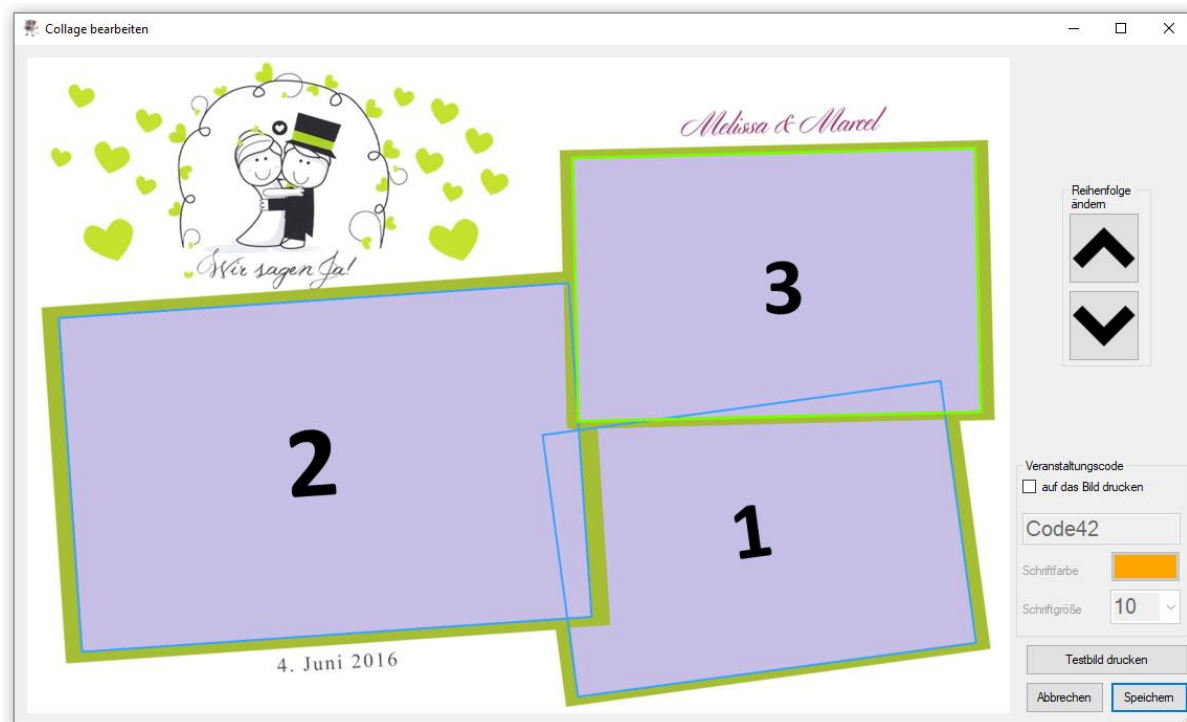 Collage bearbeiten
Melissa & Marcel
Wir sagen Ja!
3
2
1
4. Juni 2016
Reihenfolge
ändern
Veranstaltungscode
auf das Bild drucken
Code42
Schriftfarbe
Schriftgröße
10
Testbild drucken
Abbrechen
Speichern